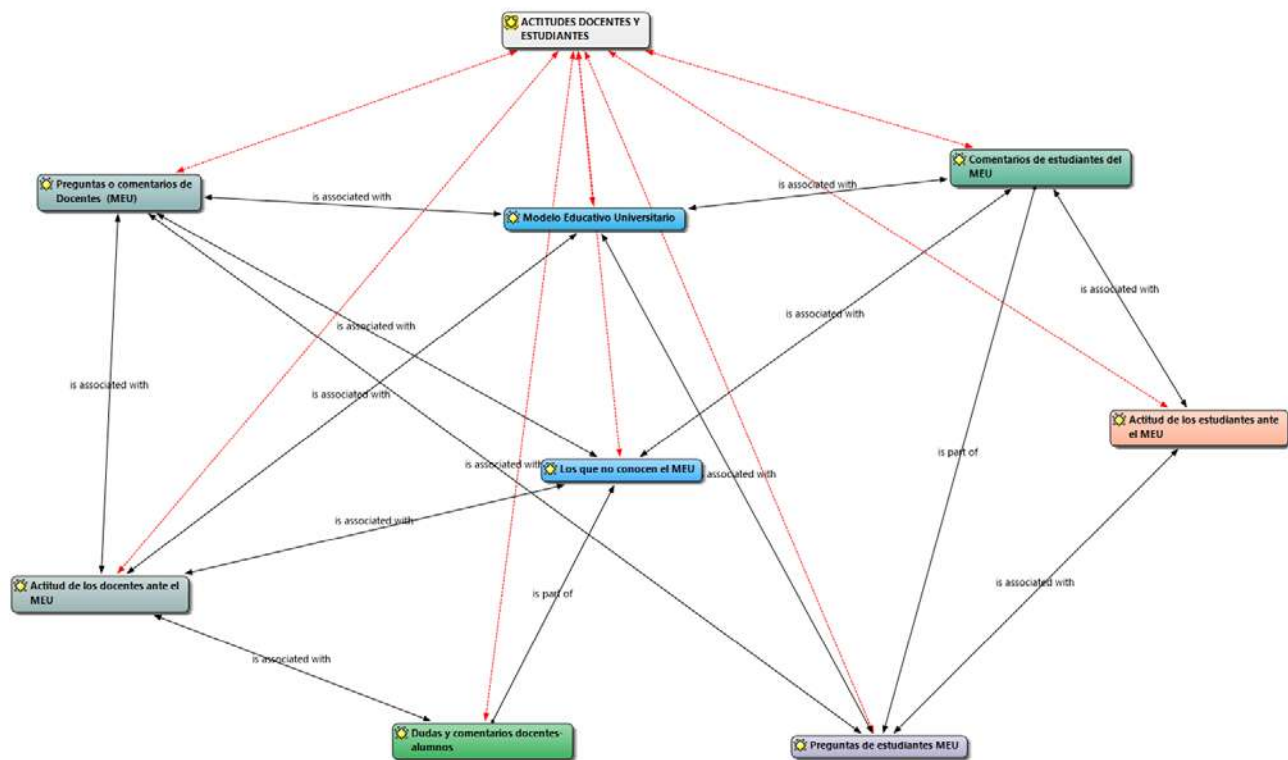 ACTITUDES DOCENTES Y
ESTUDIANTES
Comentarios de estudiantes del
MEU
Preguntas o comentarios de
Docentes (MEU)
is associated with
is associated with
Modelo Educativo Universitario
is associated with
is associated with
is associated with
is associated with
is associated with
Actitud de los estudiantes ante
el MEU
is part of
is associated with
Los que no conocen el MEU
is associated with
is associated with
Actitud de los docentes ante el
MEU
is associated with
is part of
is associated with
Dudas y comentarios docentes-
alumnos
Preguntas de estudiantes MEU